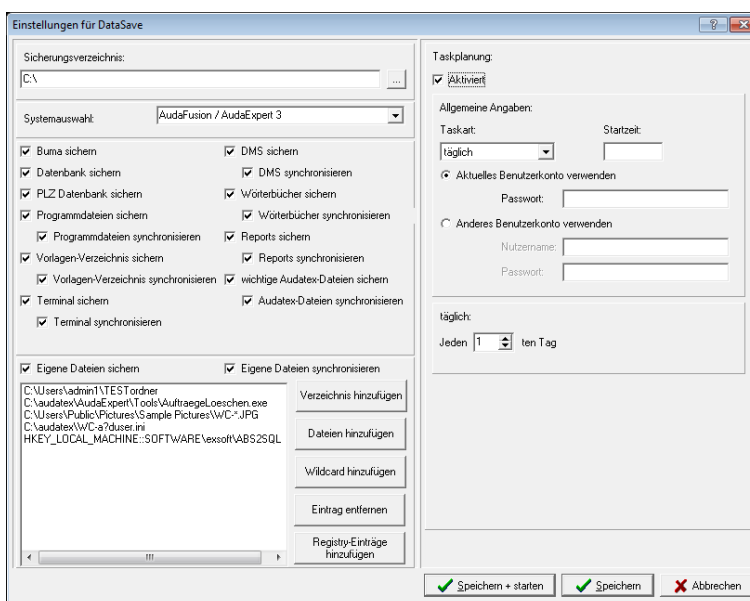 Einstellungen für DataSave
Sicherungsverzeichnis:
C:\
...
Systemauswahl:
AudaFusion / AudaExpert 3
Buma sichern
DMS sichern
Datenbank sichern
DMS synchronisieren
PLZ Datenbank sichern
Wörterbücher sichern
Programmdateien sichern
Wörterbücher synchronisieren
Programmdateien synchronisieren
Reports sichern
Vorlagen-Verzeichnis sichern
Reports synchronisieren
Vorlagen-Verzeichnis synchronisieren
wichtige Audatex-Dateien sichern
Terminal sichern
Audatex-Dateien synchronisieren
Terminal synchronisieren
Eigene Dateien sichern
Eigene Dateien synchronisieren
C:\Users\admin1\TESTordner
C:\audatex\AudaExpert\Tools\AuftraegeLoeschen.exe
C:\Users\Public\Pictures\Sample Pictures\WC-*.JPG
C:\audatex\WC-a?duser.ini
HKEY_LOCAL_MACHINE::SOFTWARE\exsoft\ABS2SQL
Verzeichnis hinzufügen
Dateien hinzufügen
Wildcard hinzufügen
Eintrag entfernen
Registry-Einträge
hinzufügen
Taskplanung:
Aktiviert
Allgemeine Angaben:
Taskart:
Startzeit:
täglich
Aktuelles Benutzerkonto verwenden
Passwort:
Anderes Benutzerkonto verwenden
Nutzername:
Passwort:
täglich:
Jeden 1 ten Tag
Speichern + starten
Speichern
Abbrechen